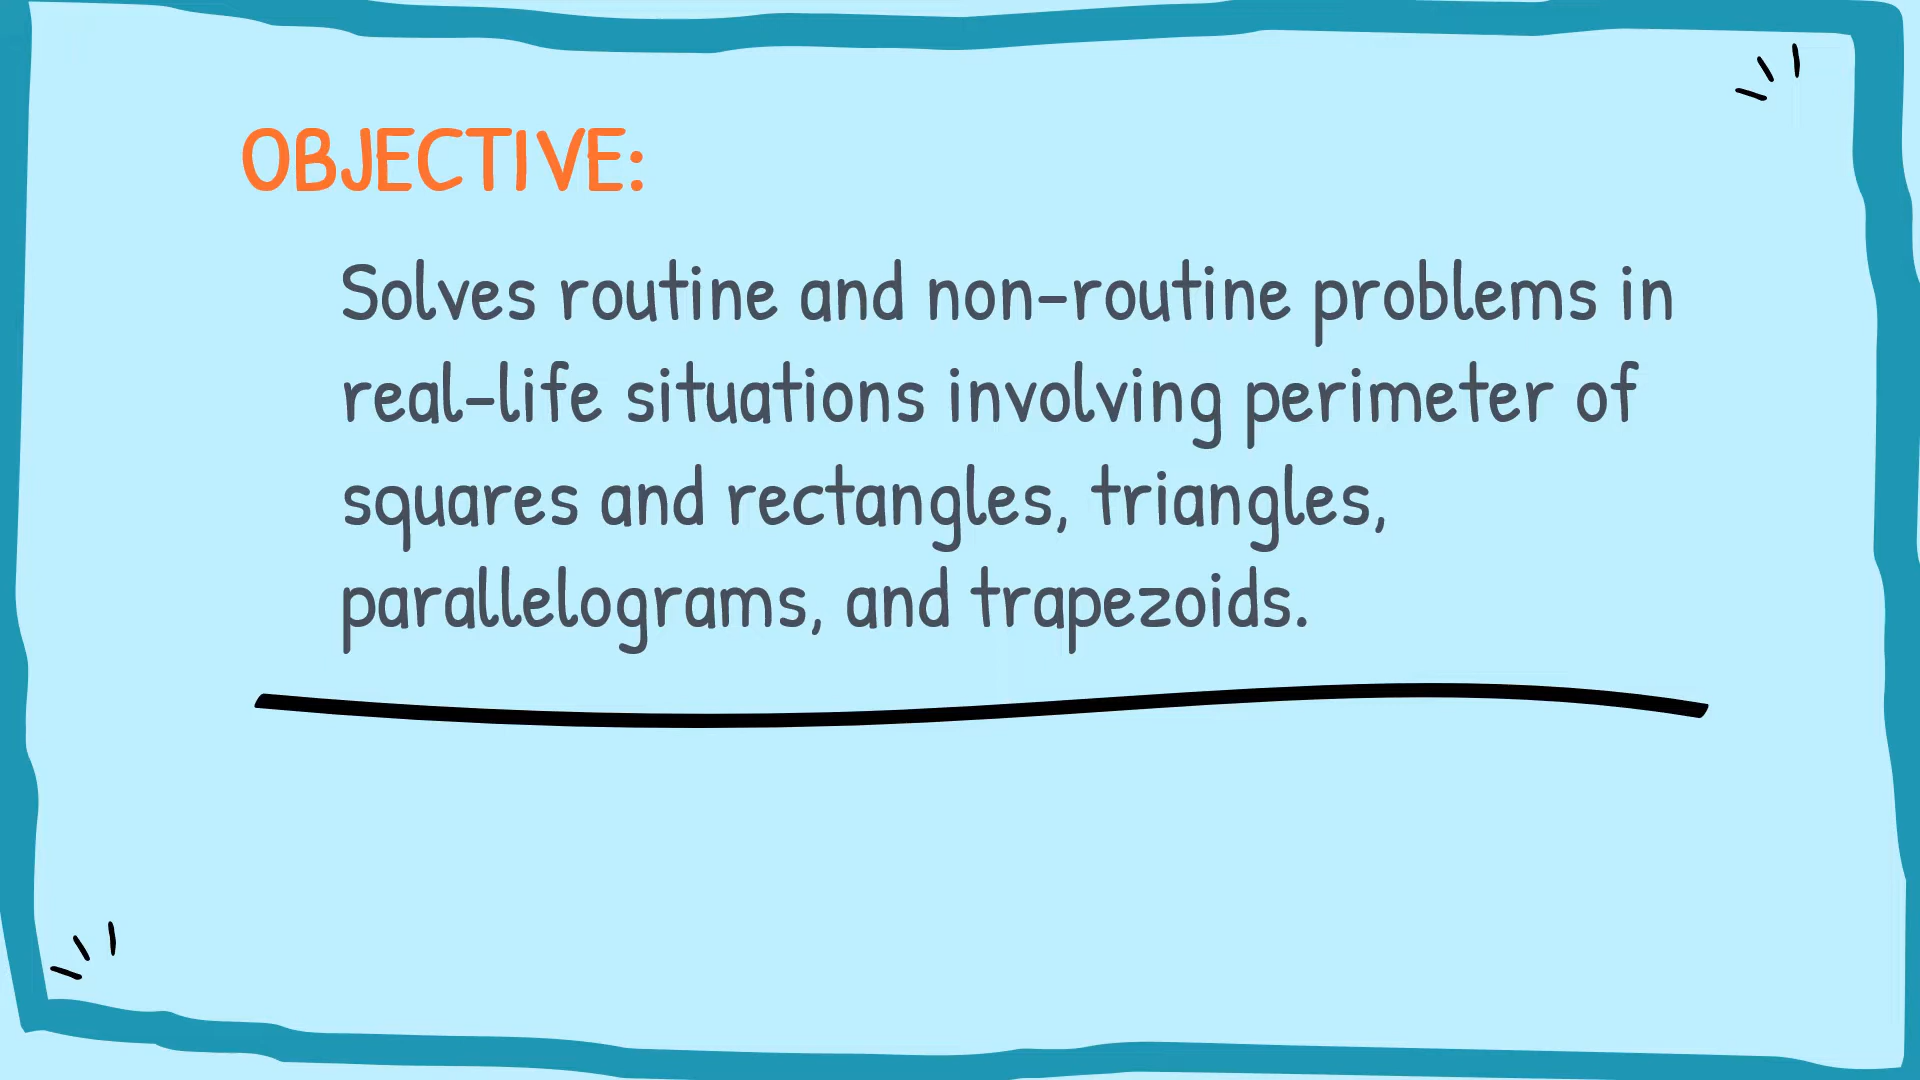 OBJECTIVE:
Solves routine and non-routine problems in
real-life situations involving perimeter of
squares and rectangles, triangles,
parallelograms, and trapezoids.